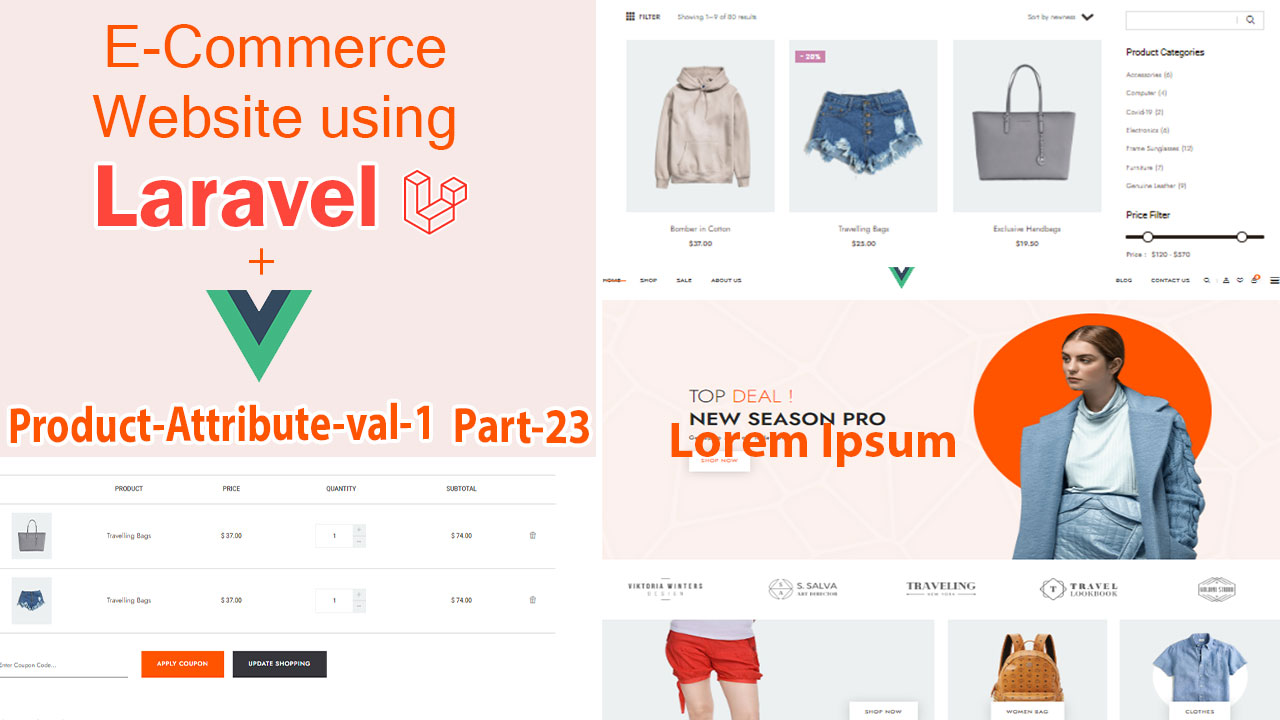 E-Commerce
Website using
Laravel
+
Product-Attribute-val-1 Part-23
PRODUCT PRICE QUANTITY SUBTOTAL
Travelling Bags $ 37.00 1 $ 74.00
Travelling Bags $ 37.00 1 $ 74.00
Enter Coupon Code... APPLY COUPON UPDATE SHOPPING
FILTER Showing 1–9 of 80 results Sort by newness
- 20%
Bomber in Cotton Travelling Bags Exclusive Handbags
$37.00 $25.00 $19.50
Product Categories
Accessories (6)
Computer (4)
Covid-19 (2)
Electronics (6)
Frame Sunglasses (12)
Furniture (7)
Genuine Leather (9)
Price Filter
Price : $120 - $570
HOME SHOP SALE ABOUT US BLOG CONTACT US
TOP DEAL !
NEW SEASON PRO
Lorem Ipsum
SHOP NOW
VIKTORIA WINTERS
DESIGN
S. SALVA
ART DIRECTOR
TRAVELING
NEW YORK
TRAVEL
LOOKBOOK
SHOP NOW
WOMEN BAG
CLOTHES